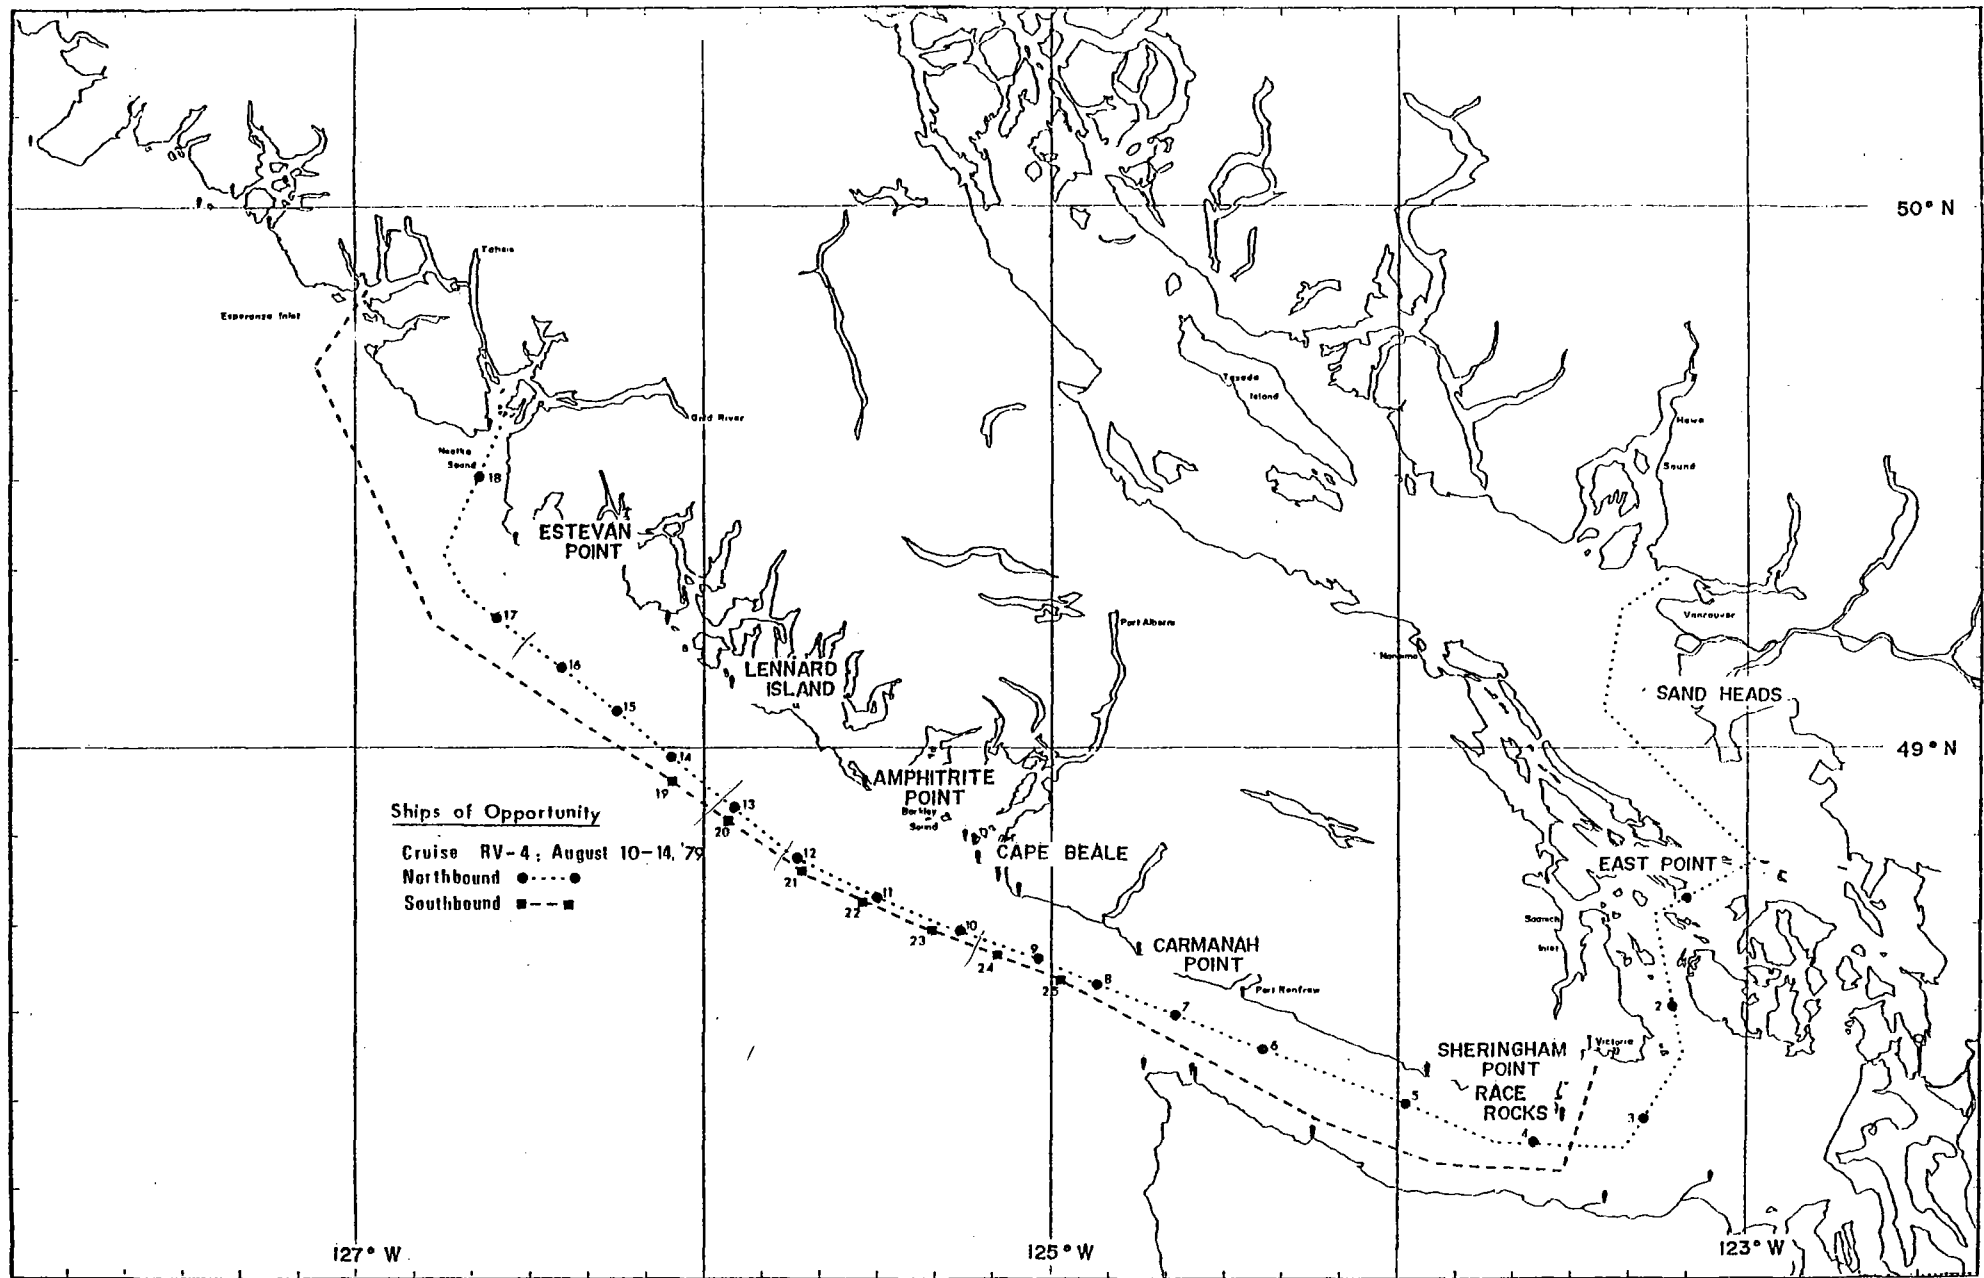 50° N
Tahsis
Esperanza Inlet
Texada
Island
Gold River
Howe
Sound
Nootka
Sound
18
ESTEVAN
POINT
17
Vancouver
Port Alberni
Nanaimo
16
LENNARD
ISLAND
SAND HEADS
15
49° N
14
19
AMPHITRITE
POINT
Barkley
Sound
13
20
Ships of Opportunity
Cruise RV-4; August 10-14, '79
Northbound
Southbound
12
21
CAPE BEALE
EAST POINT
11
22
10
23
Saanich
Inlet
9
24
CARMANAH
POINT
8
25
Port Renfrew
2
7
6
SHERINGHAM
POINT
Victoria
RACE
ROCKS
5
4
3
127° W
125° W
123° W